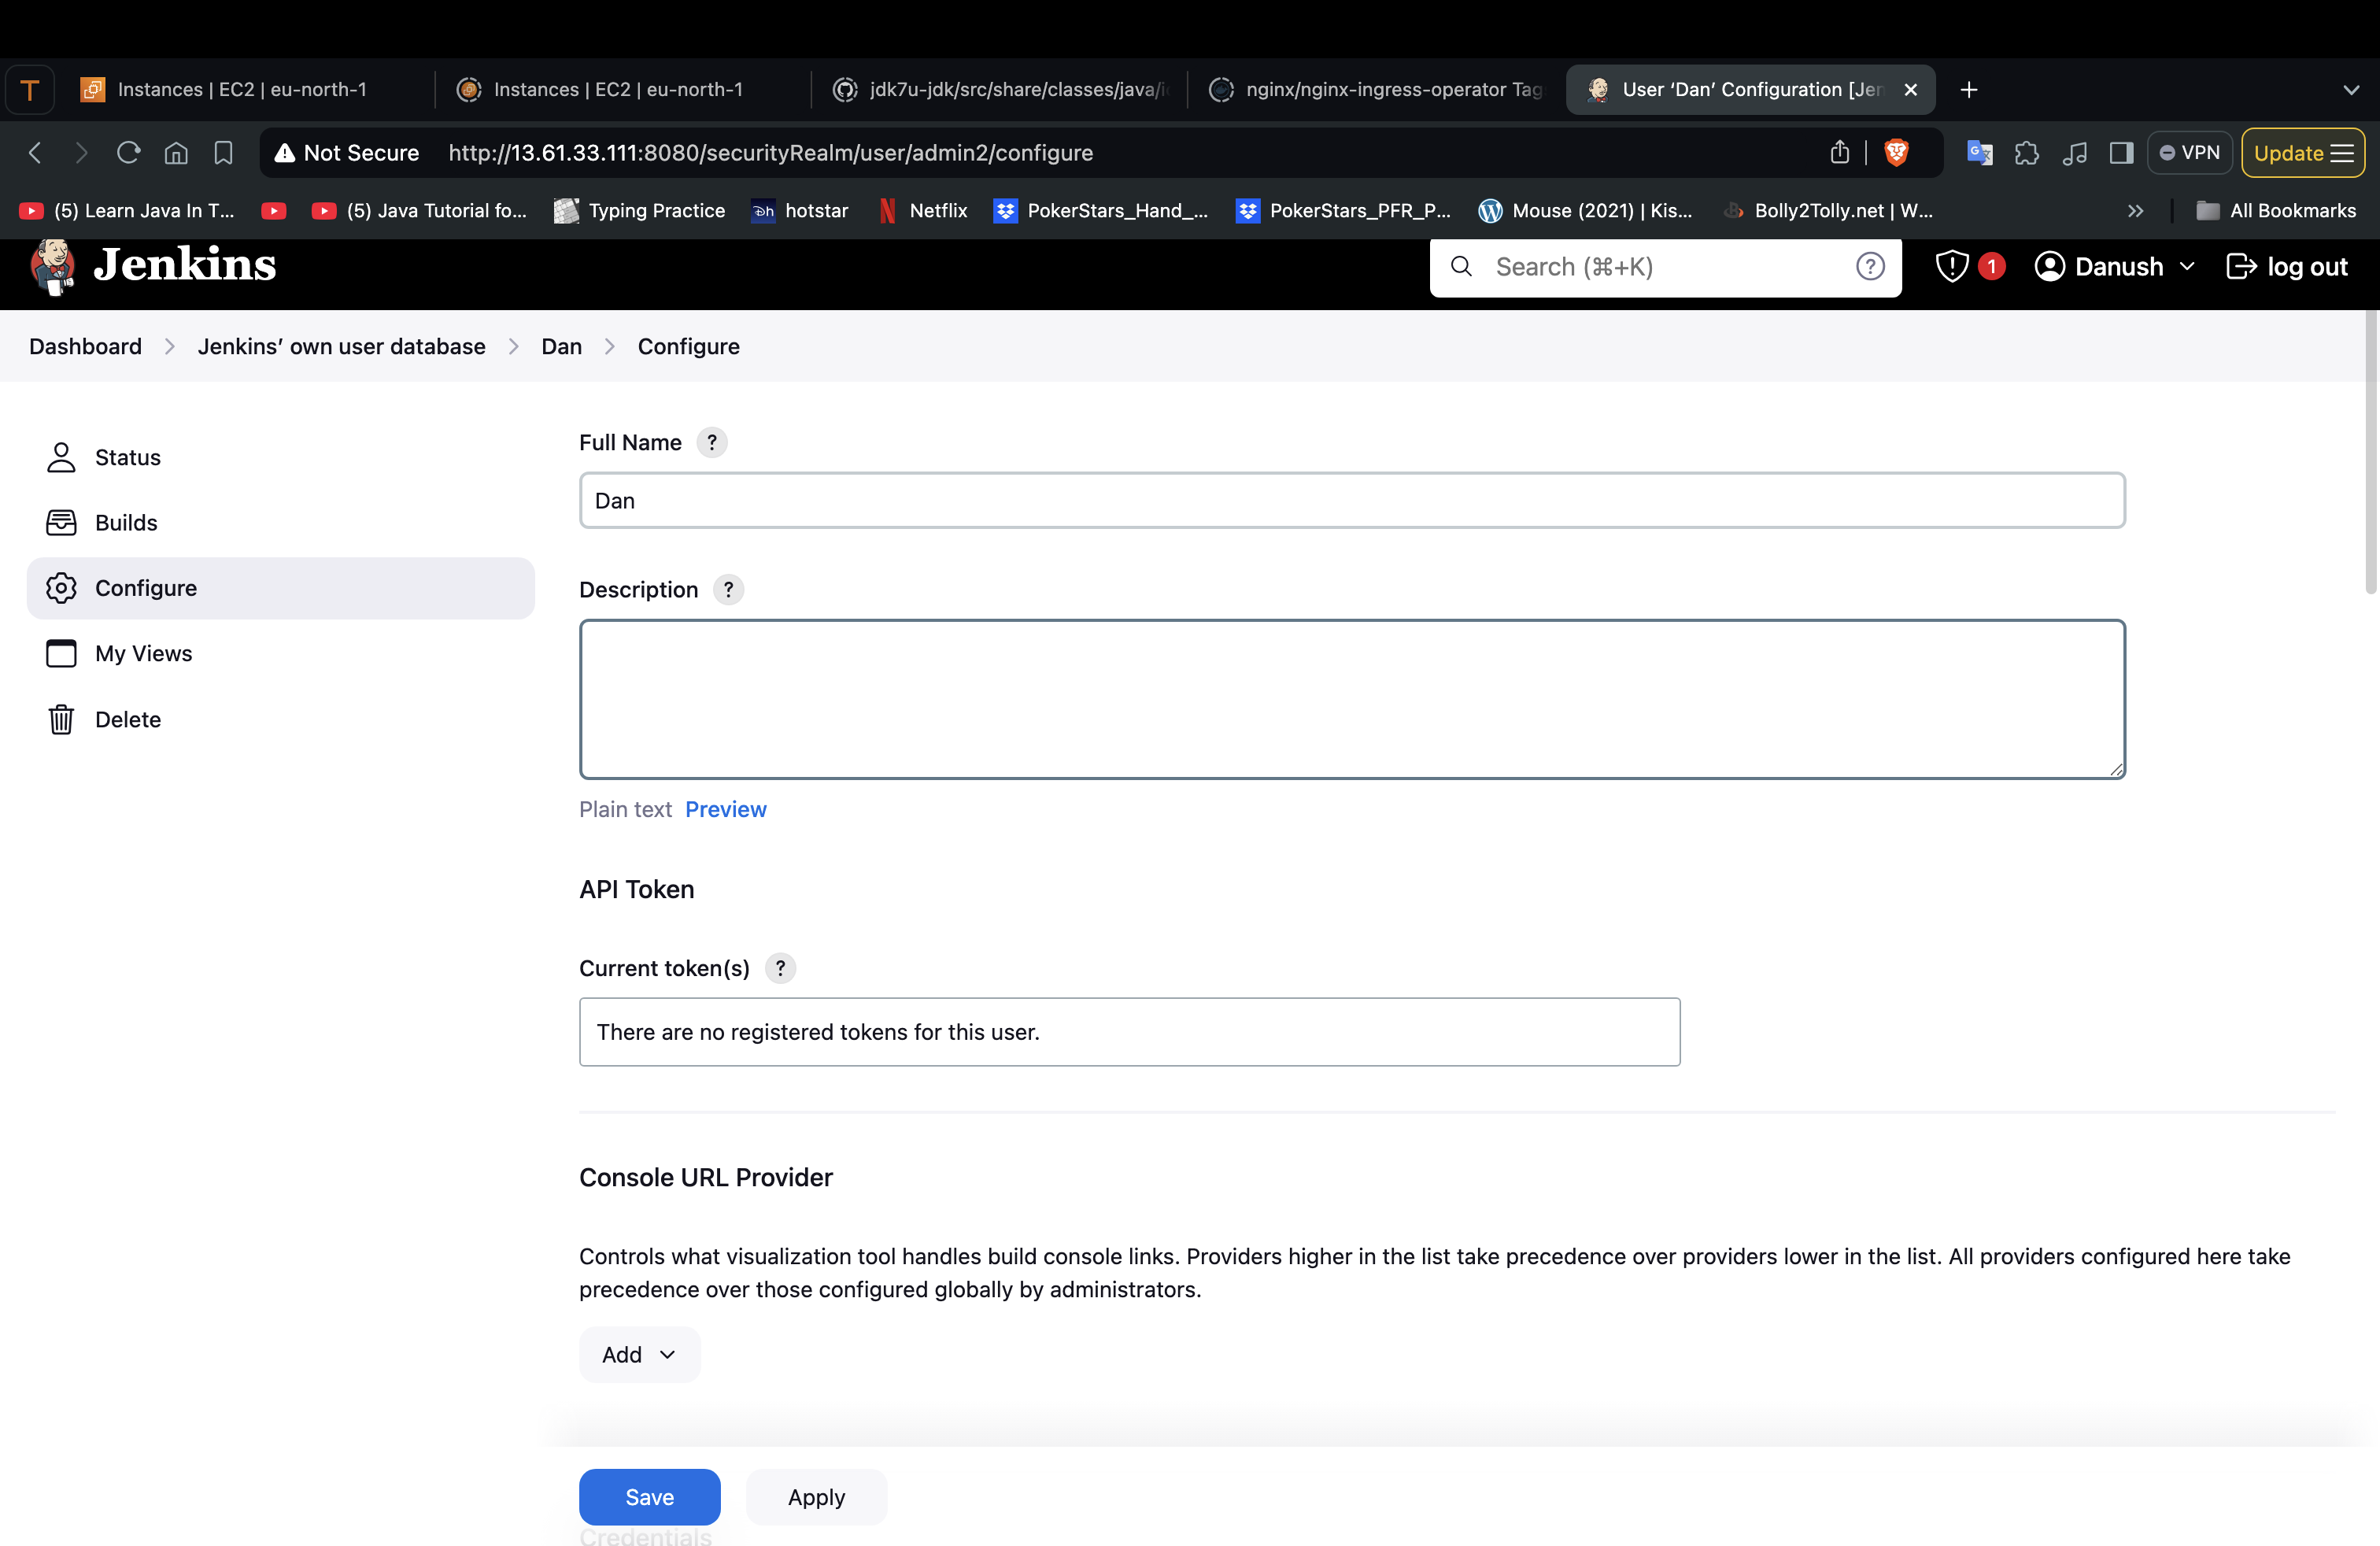 T
Instances | EC2 | eu-north-1
Instances | EC2 | eu-north-1
jdk7u-jdk/src/share/classes/java/i
nginx/nginx-ingress-operator Tag
User ‘Dan’ Configuration [Jen
Not Secure http://13.61.33.111:8080/securityRealm/user/admin2/configure
VPN
Update
(5) Learn Java In T...
(5) Java Tutorial fo...
Typing Practice
hotstar
Netflix
PokerStars_Hand_...
PokerStars_PFR_P...
Mouse (2021) | Kis...
Bolly2Tolly.net | W...
All Bookmarks
Jenkins
Search (⌘+K)
1
Danush
log out
Dashboard > Jenkins’ own user database > Dan > Configure
Status
Builds
Configure
My Views
Delete
Full Name ?
Dan
Description ?
Plain text Preview
API Token
Current token(s) ?
There are no registered tokens for this user.
Console URL Provider
Controls what visualization tool handles build console links. Providers higher in the list take precedence over providers lower in the list. All providers configured here take
precedence over those configured globally by administrators.
Add
Save
Apply
Credentials